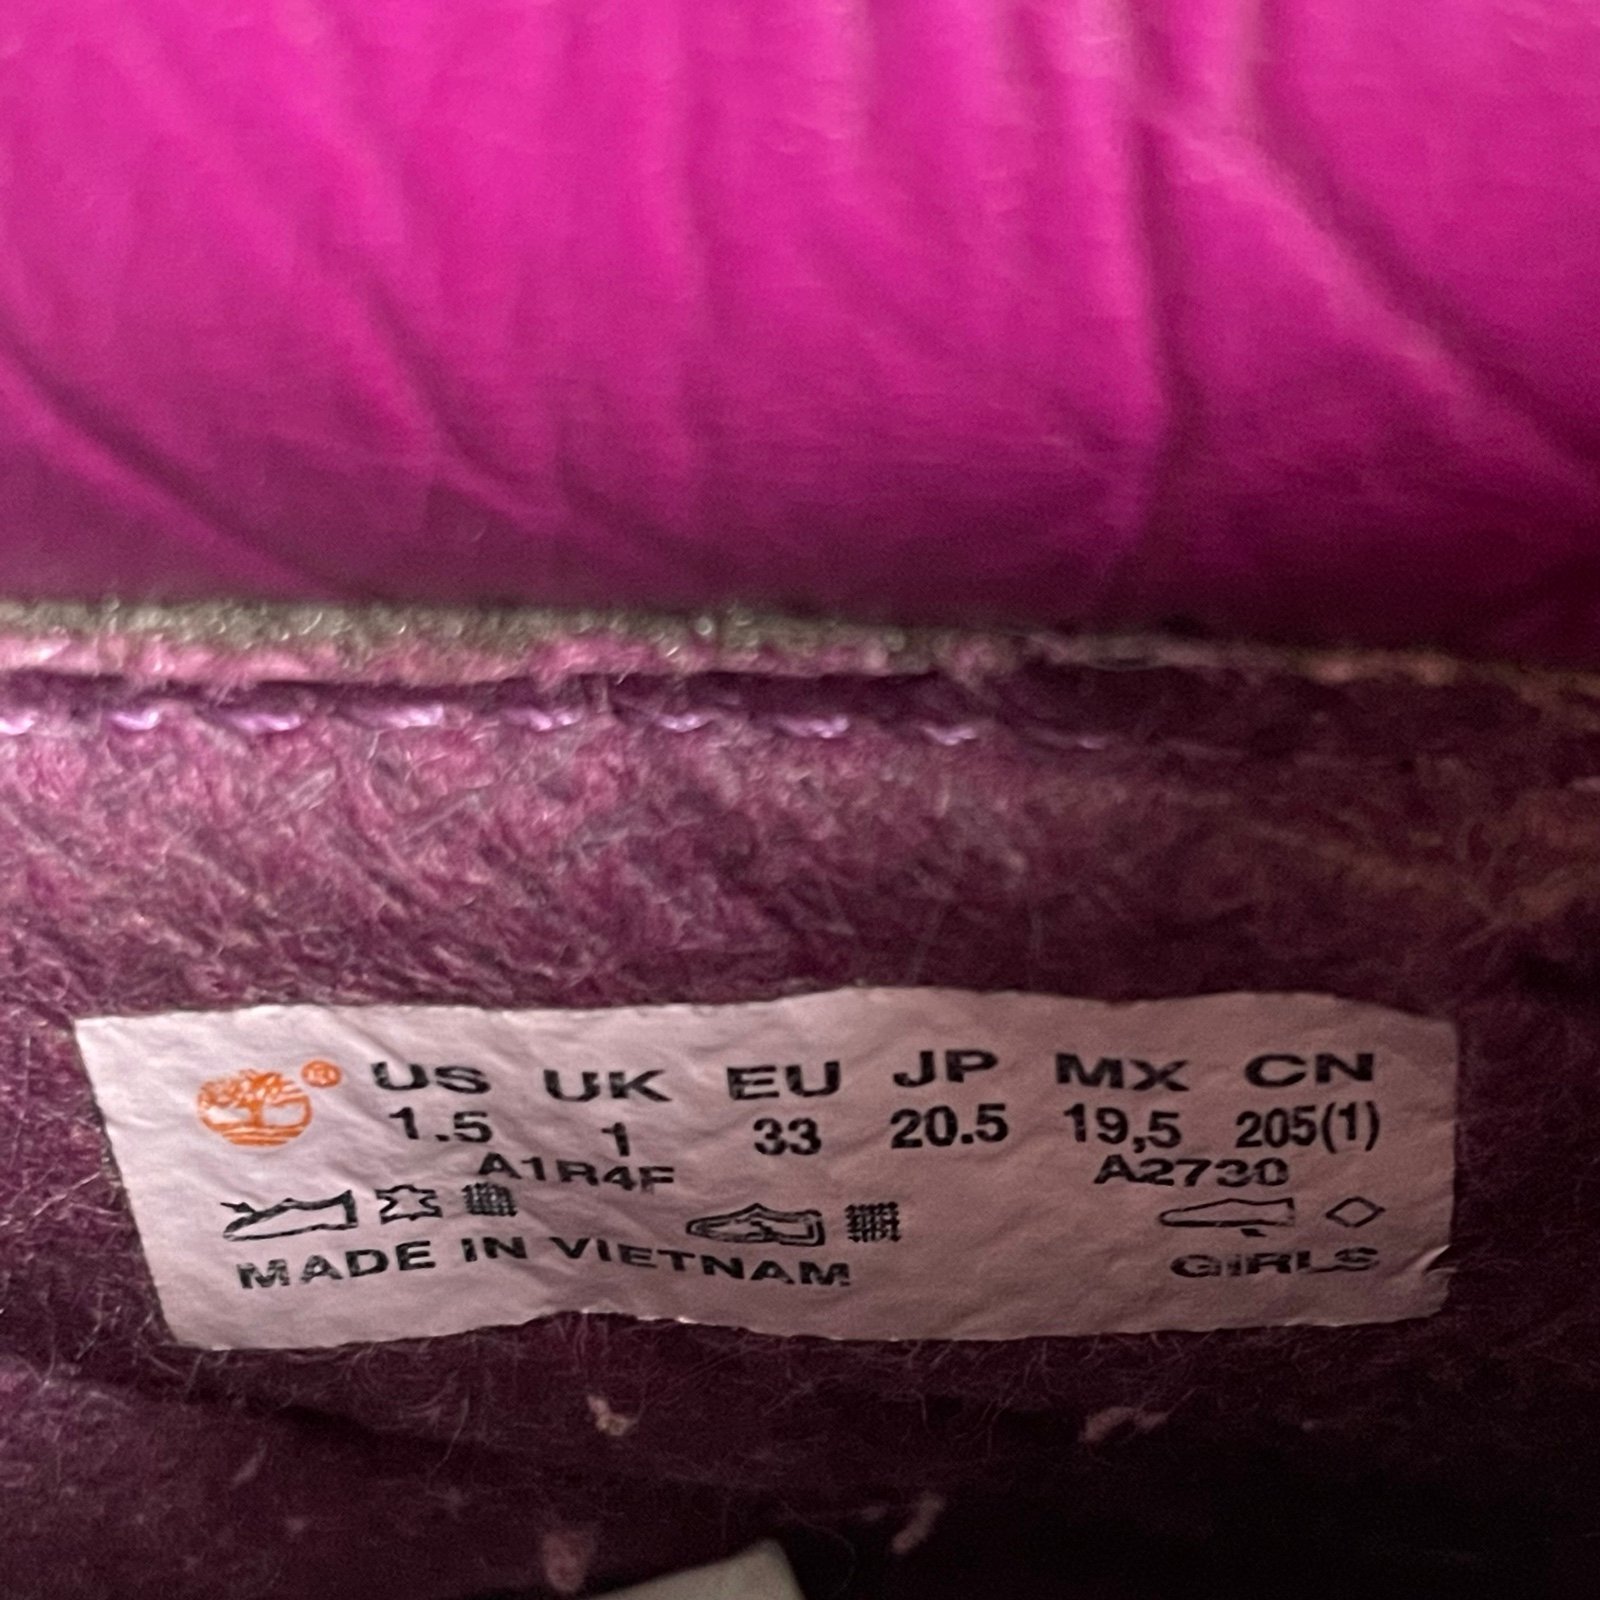 ® US UK EU JP MX CN
1.5 1 33 20.5 19,5 205(1)
A1R4F A2730
MADE IN VIETNAM GIRLS